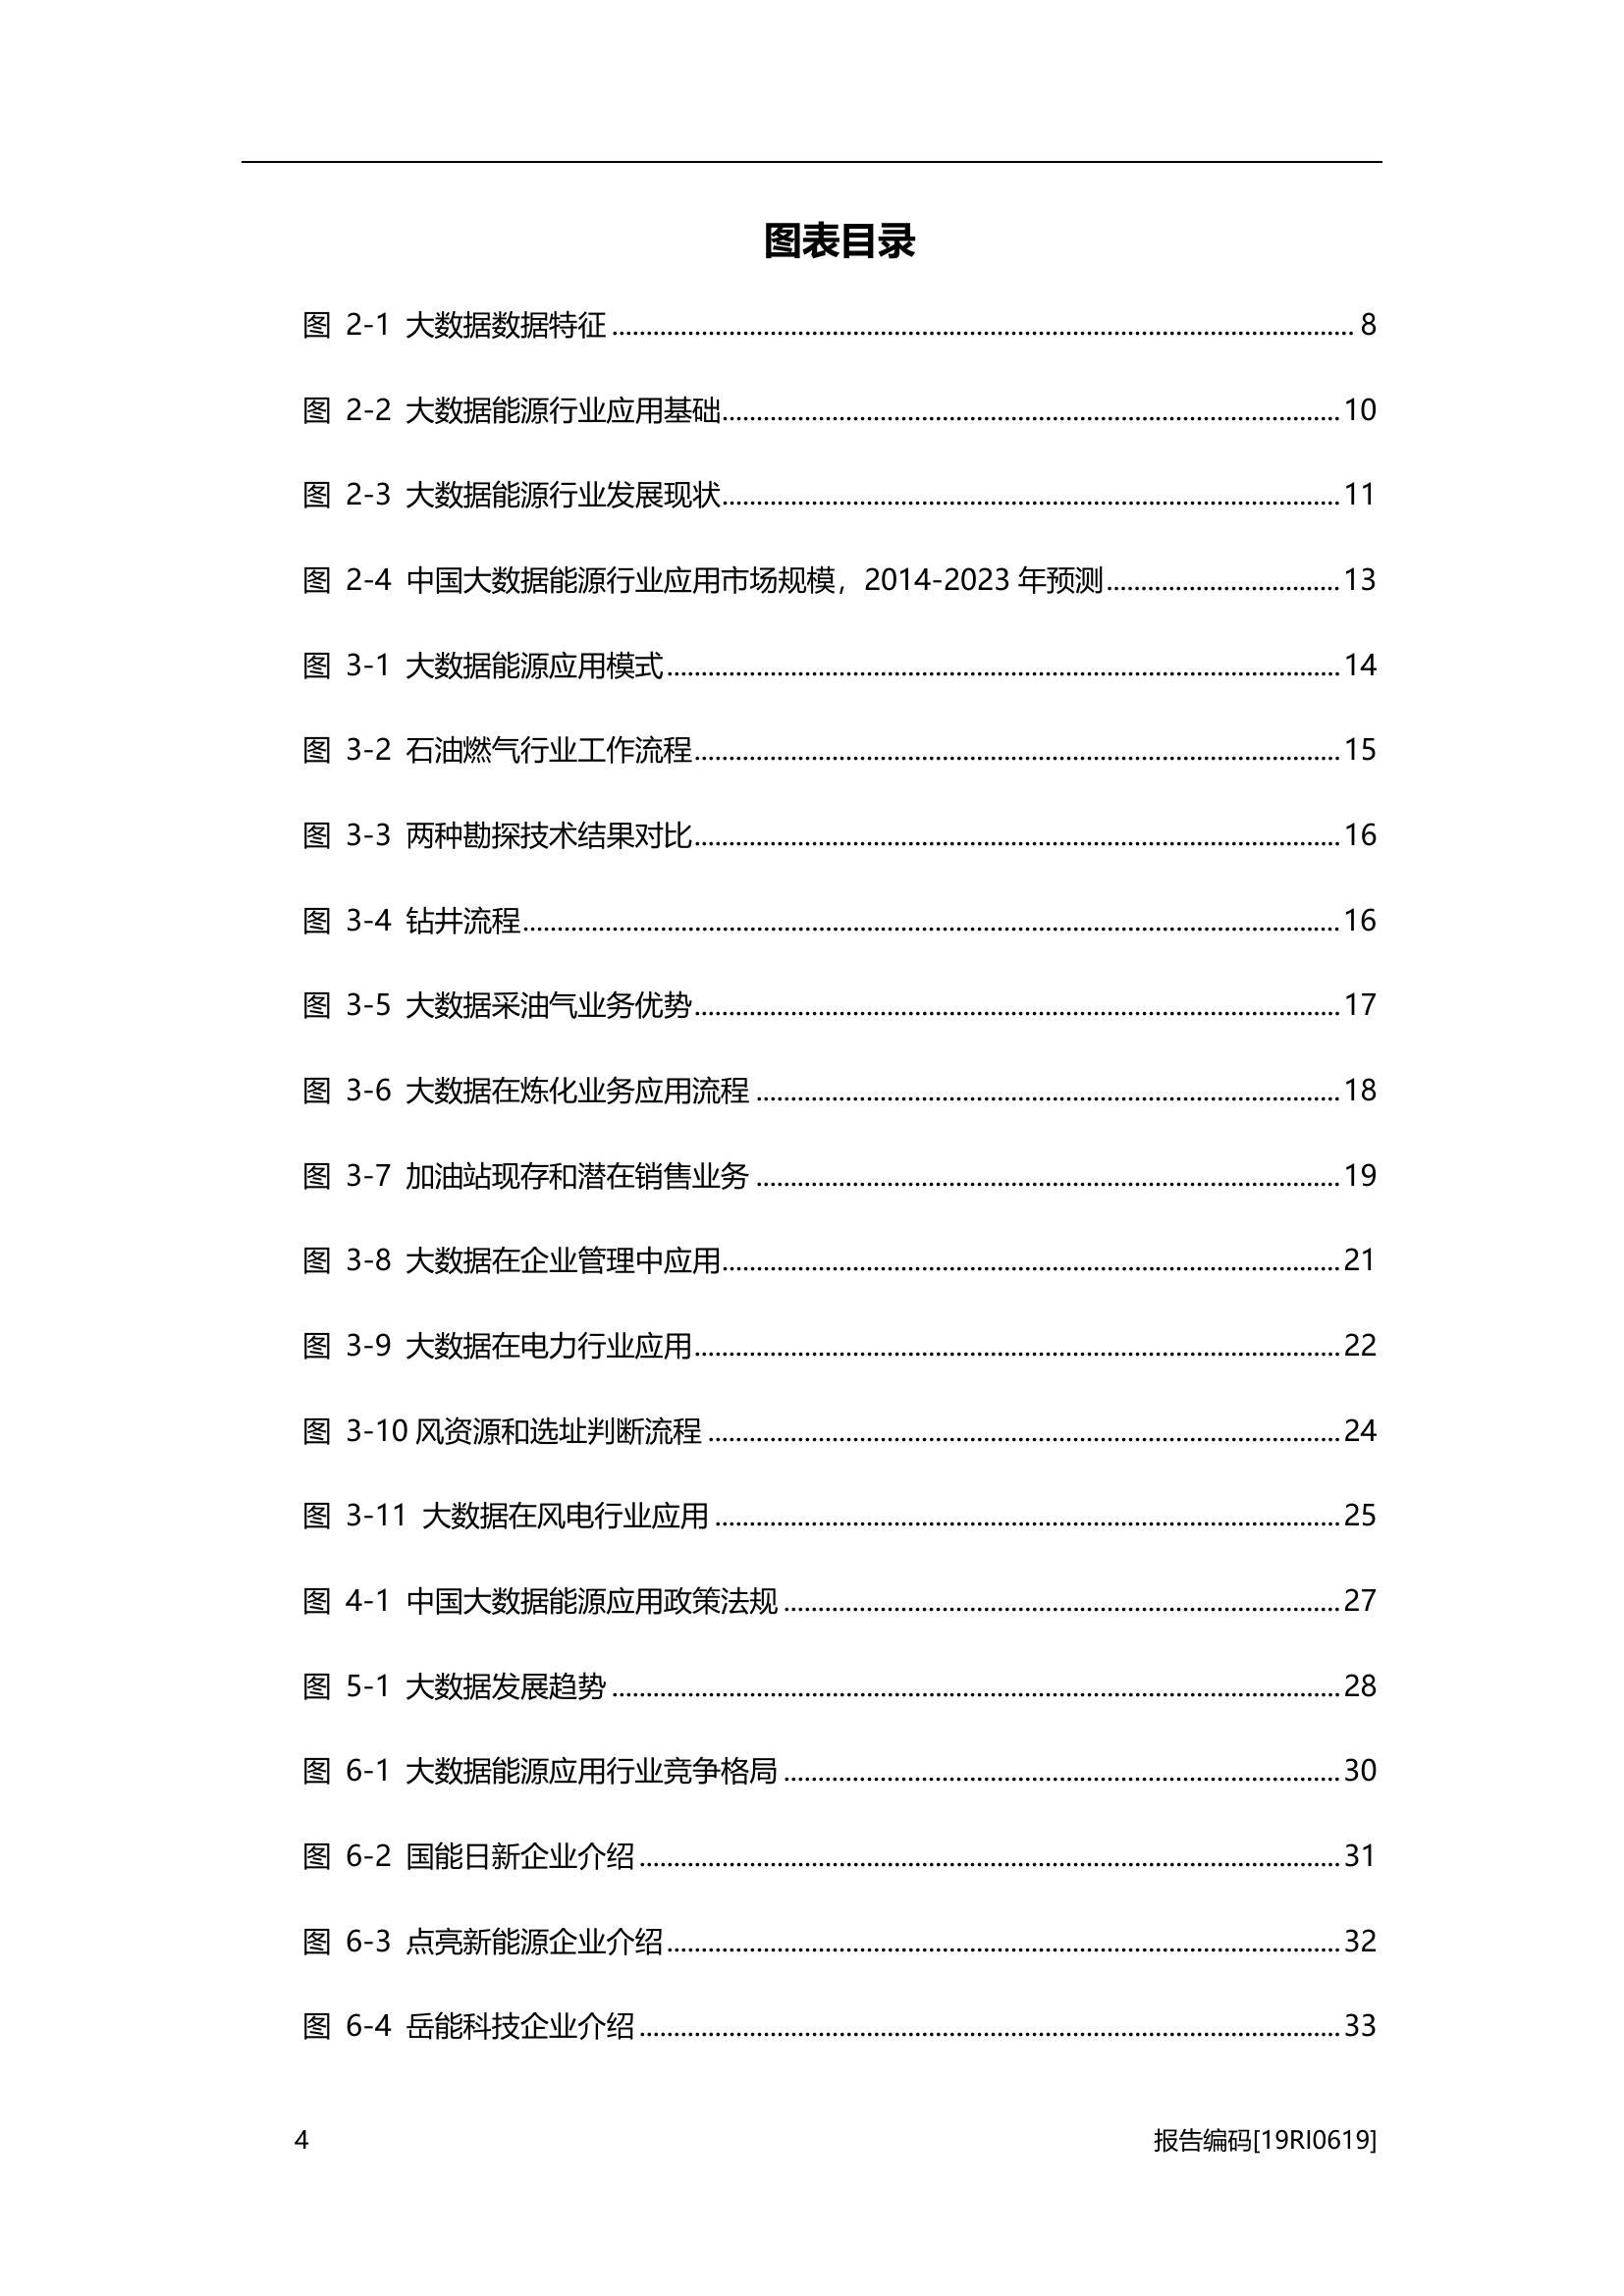 图表目录
图 2-1 大数据数据特征 ........................................ 8
图 2-2 大数据能源行业应用基础 ........................................ 10
图 2-3 大数据能源行业发展现状 ........................................ 11
图 2-4 中国大数据能源行业应用市场规模，2014-2023 年预测 ........................................ 13
图 3-1 大数据能源应用模式 ........................................ 14
图 3-2 石油燃气行业工作流程 ........................................ 15
图 3-3 两种勘探技术结果对比 ........................................ 16
图 3-4 钻井流程 ........................................ 16
图 3-5 大数据采油气业务优势 ........................................ 17
图 3-6 大数据在炼化业务应用流程 ........................................ 18
图 3-7 加油站现存和潜在销售业务 ........................................ 19
图 3-8 大数据在企业管理中应用 ........................................ 21
图 3-9 大数据在电力行业应用 ........................................ 22
图 3-10 风资源和选址判断流程 ........................................ 24
图 3-11 大数据在风电行业应用 ........................................ 25
图 4-1 中国大数据能源应用政策法规 ........................................ 27
图 5-1 大数据发展趋势 ........................................ 28
图 6-1 大数据能源应用行业竞争格局 ........................................ 30
图 6-2 国能日新企业介绍 ........................................ 31
图 6-3 点亮新能源企业介绍 ........................................ 32
图 6-4 岳能科技企业介绍 ........................................ 33
4 报告编码[19RI0619]